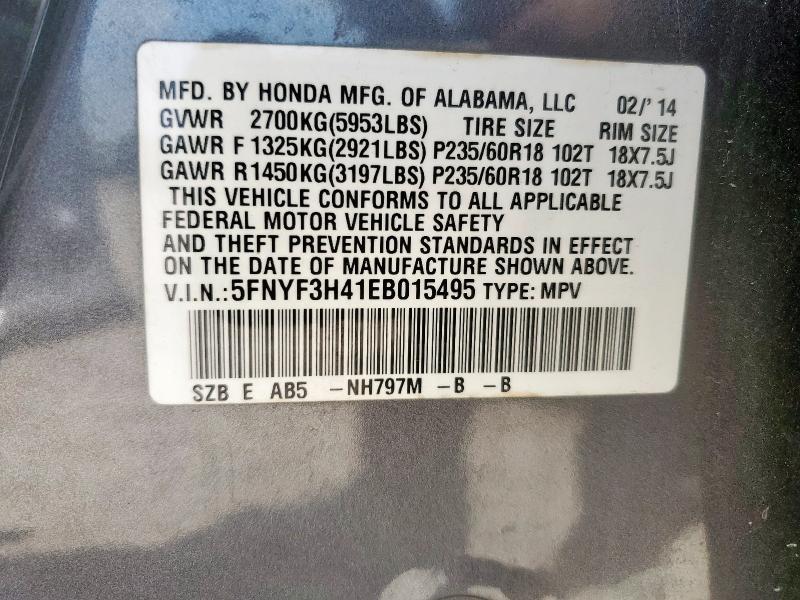 MFD. BY HONDA MFG. OF ALABAMA, LLC 02/'14
GVWR 2700KG(5953LBS) TIRE SIZE RIM SIZE
GAWR F 1325KG(2921LBS) P235/60R18 102T 18X7.5J
GAWR R1450KG(3197LBS) P235/60R18 102T 18X7.5J
THIS VEHICLE CONFORMS TO ALL APPLICABLE
FEDERAL MOTOR VEHICLE SAFETY
AND THEFT PREVENTION STANDARDS IN EFFECT
ON THE DATE OF MANUFACTURE SHOWN ABOVE.
V.I.N.: 5FNYF3H41EB015495 TYPE: MPV
SZB E AB5 -NH797M -B -B